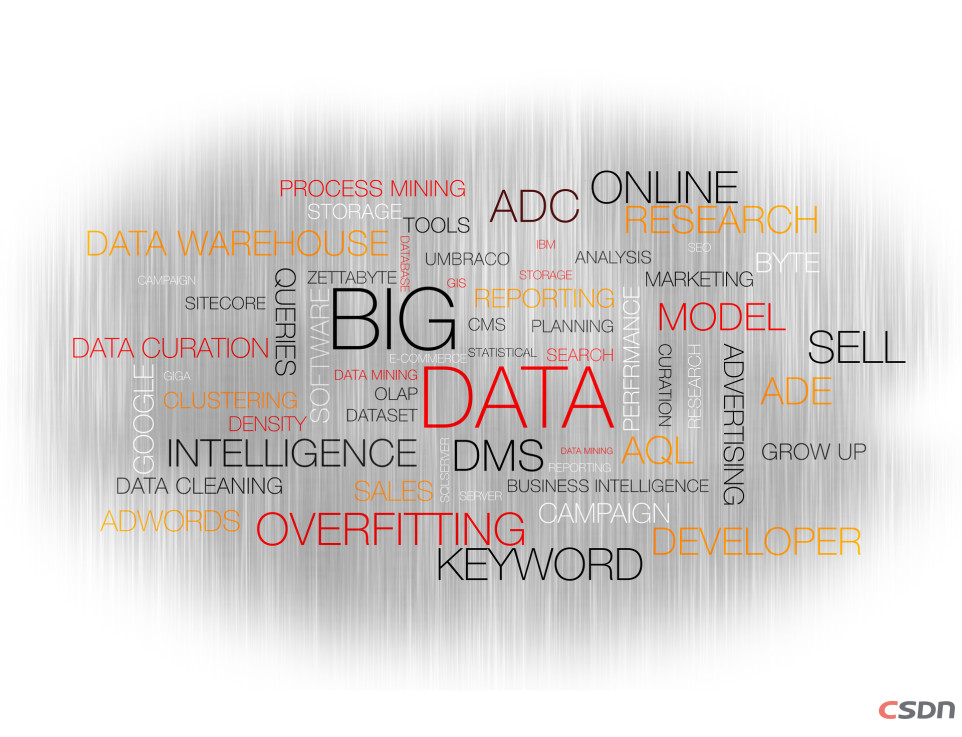 PROCESS MINING
ADC
ONLINE
STORAGE
TOOLS
RESEARCH
DATA WAREHOUSE
DATABASE
UMBRACO
IBM
ANALYSIS
SEO
BYTE
CAMPAIGN
QUERIES
ZETTABYTE
GIS
STORAGE
MARKETING
SITECORE
SOFTWARE
BIG
REPORTING
CMS
PLANNING
PERFRMANCE
MODEL
DATA CURATION
E-COMMERCE
STATISTICAL
SEARCH
CURATION
RESEARCH
ADVERTISING
SELL
GOOGLE
GIGA
DATA MINING
DATA
CLUSTERING
OLAP
ADE
DENSITY
DATASET
INTELLIGENCE
SQL SERVER
DMS
DATA MINING
AQL
GROW UP
REPORTING
DATA CLEANING
SALES
SERVER
BUSINESS INTELLIGENCE
ADWORDS
OVERFITTING
CAMPAIGN
DEVELOPER
KEYWORD
CSDN